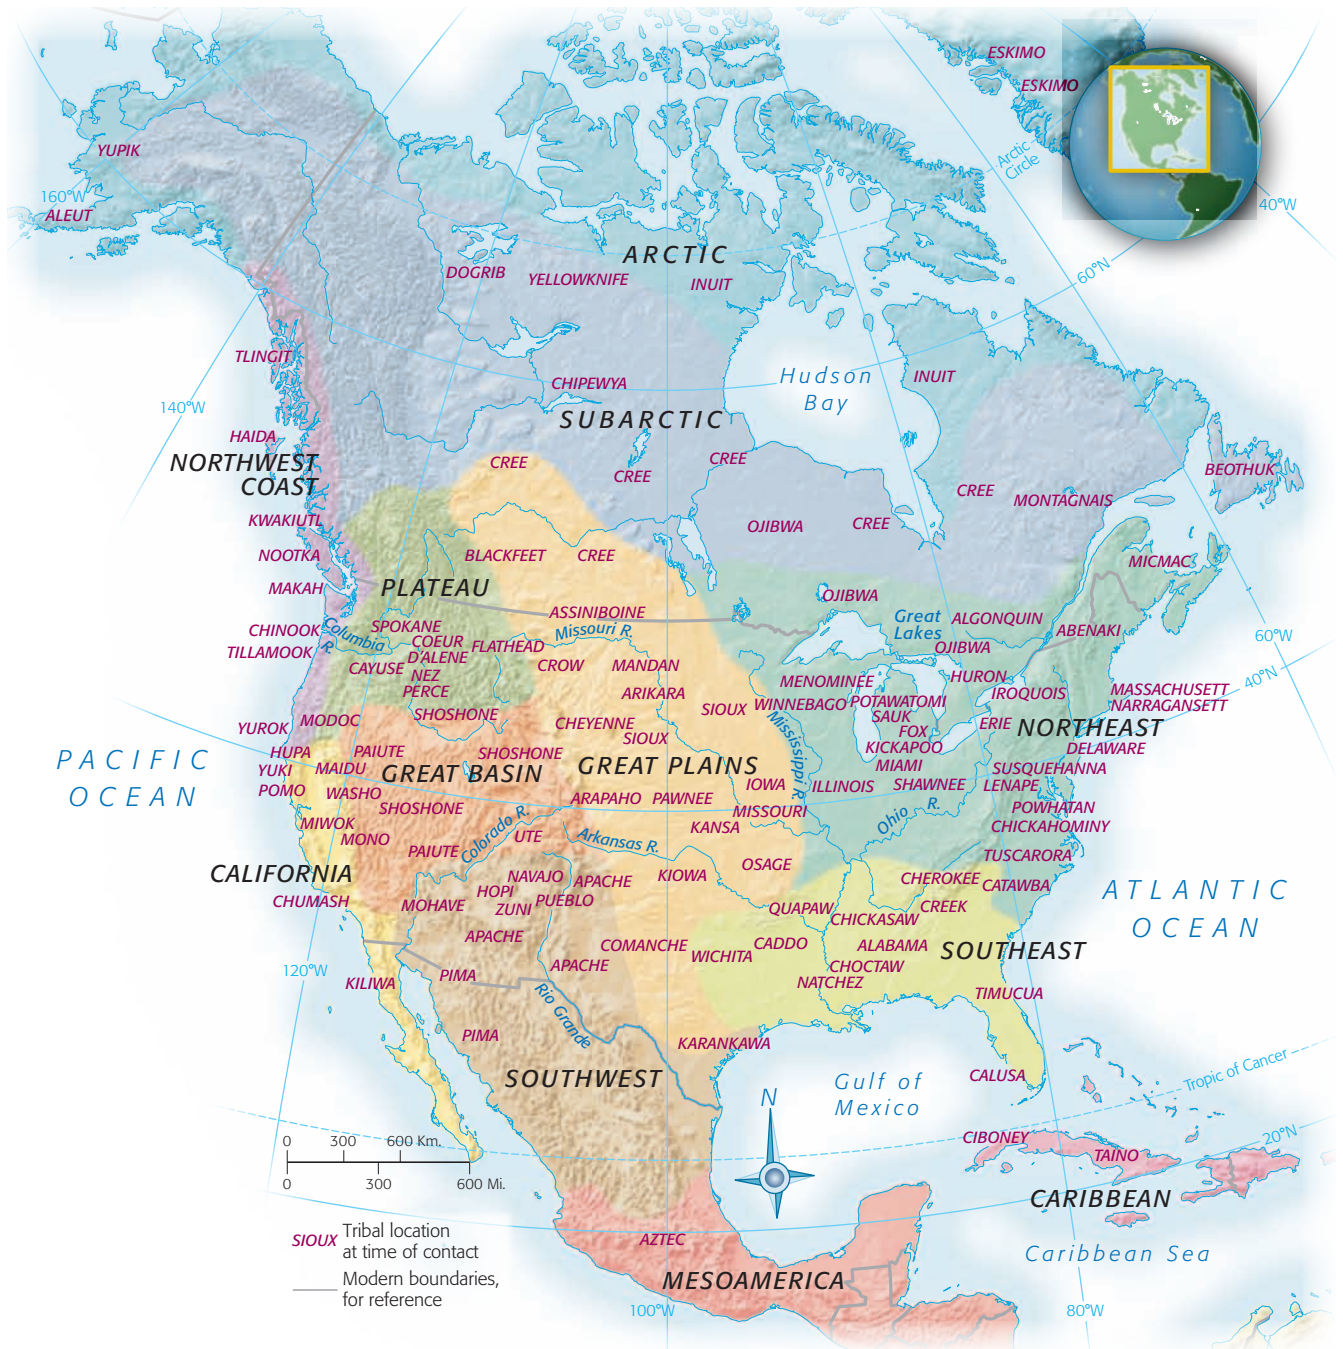 ESKIMO
ESKIMO
YUPIK
Arctic
Circle
160°W
ALEUT
40°W
ARCTIC
DOGRIB
YELLOWKNIFE
INUIT
60°N
TLINGIT
CHIPEWYA
Hudson
Bay
INUIT
140°W
SUBARCTIC
HAIDA
NORTHWEST
COAST
CREE
CREE
CREE
BEOTHUK
CREE
MONTAGNAIS
KWAKIUTL
OJIBWA
CREE
NOOTKA
BLACKFEET
CREE
MICMAC
MAKAH
PLATEAU
OJIBWA
ASSINIBOINE
Great
Lakes
ALGONQUIN
CHINOOK
Columbia
R.
SPOKANE
Missouri R.
ABENAKI
60°W
TILLAMOOK
COEUR
D'ALENE
FLATHEAD
OJIBWA
CAYUSE
NEZ
PERCE
CROW
MANDAN
HURON
40°N
MENOMINEE
ARIKARA
IROQUOIS
MASSACHUSETT
NARRAGANSETT
SIOUX
WINNEBAGO
POTAWATOMI
SAUK
FOX
KICKAPOO
MIAMI
YUROK
MODOC
SHOSHONE
CHEYENNE
SIOUX
Mississippi R.
ERIE
NORTHEAST
DELAWARE
PACIFIC
OCEAN
HUPA
YUKI
POMO
PAIUTE
MAIDU
WASHO
SHOSHONE
GREAT BASIN
GREAT PLAINS
SUSQUEHANNA
LENAPE
IOWA
ILLINOIS
SHAWNEE
SHOSHONE
ARAPAHO
PAWNEE
MISSOURI
POWHATAN
CHICKAHOMINY
MIWOK
MONO
PAIUTE
Colorado R.
UTE
Arkansas R.
KANSA
Ohio R.
TUSCARORA
CALIFORNIA
CHUMASH
OSAGE
KIOWA
NAVAJO
APACHE
HOPI
PUEBLO
ZUNI
MOHAVE
CHEROKEE
CATAWBA
ATLANTIC
OCEAN
QUAPAW
CREEK
CHICKASAW
APACHE
COMANCHE
WICHITA
CADDO
ALABAMA
SOUTHEAST
CHOCTAW
NATCHEZ
120°W
KILIWA
PIMA
APACHE
TIMUCUA
Rio Grande
PIMA
KARANKAWA
SOUTHWEST
CALUSA
Gulf of
Mexico
Tropic of Cancer
N
CIBONEY
TAINO
20°N
0 300 600 Km.
0 300 600 Mi.
CARIBBEAN
Caribbean Sea
SIOUX
Tribal location
at time of contact
Modern boundaries,
for reference
AZTEC
MESOAMERICA
100°W
80°W